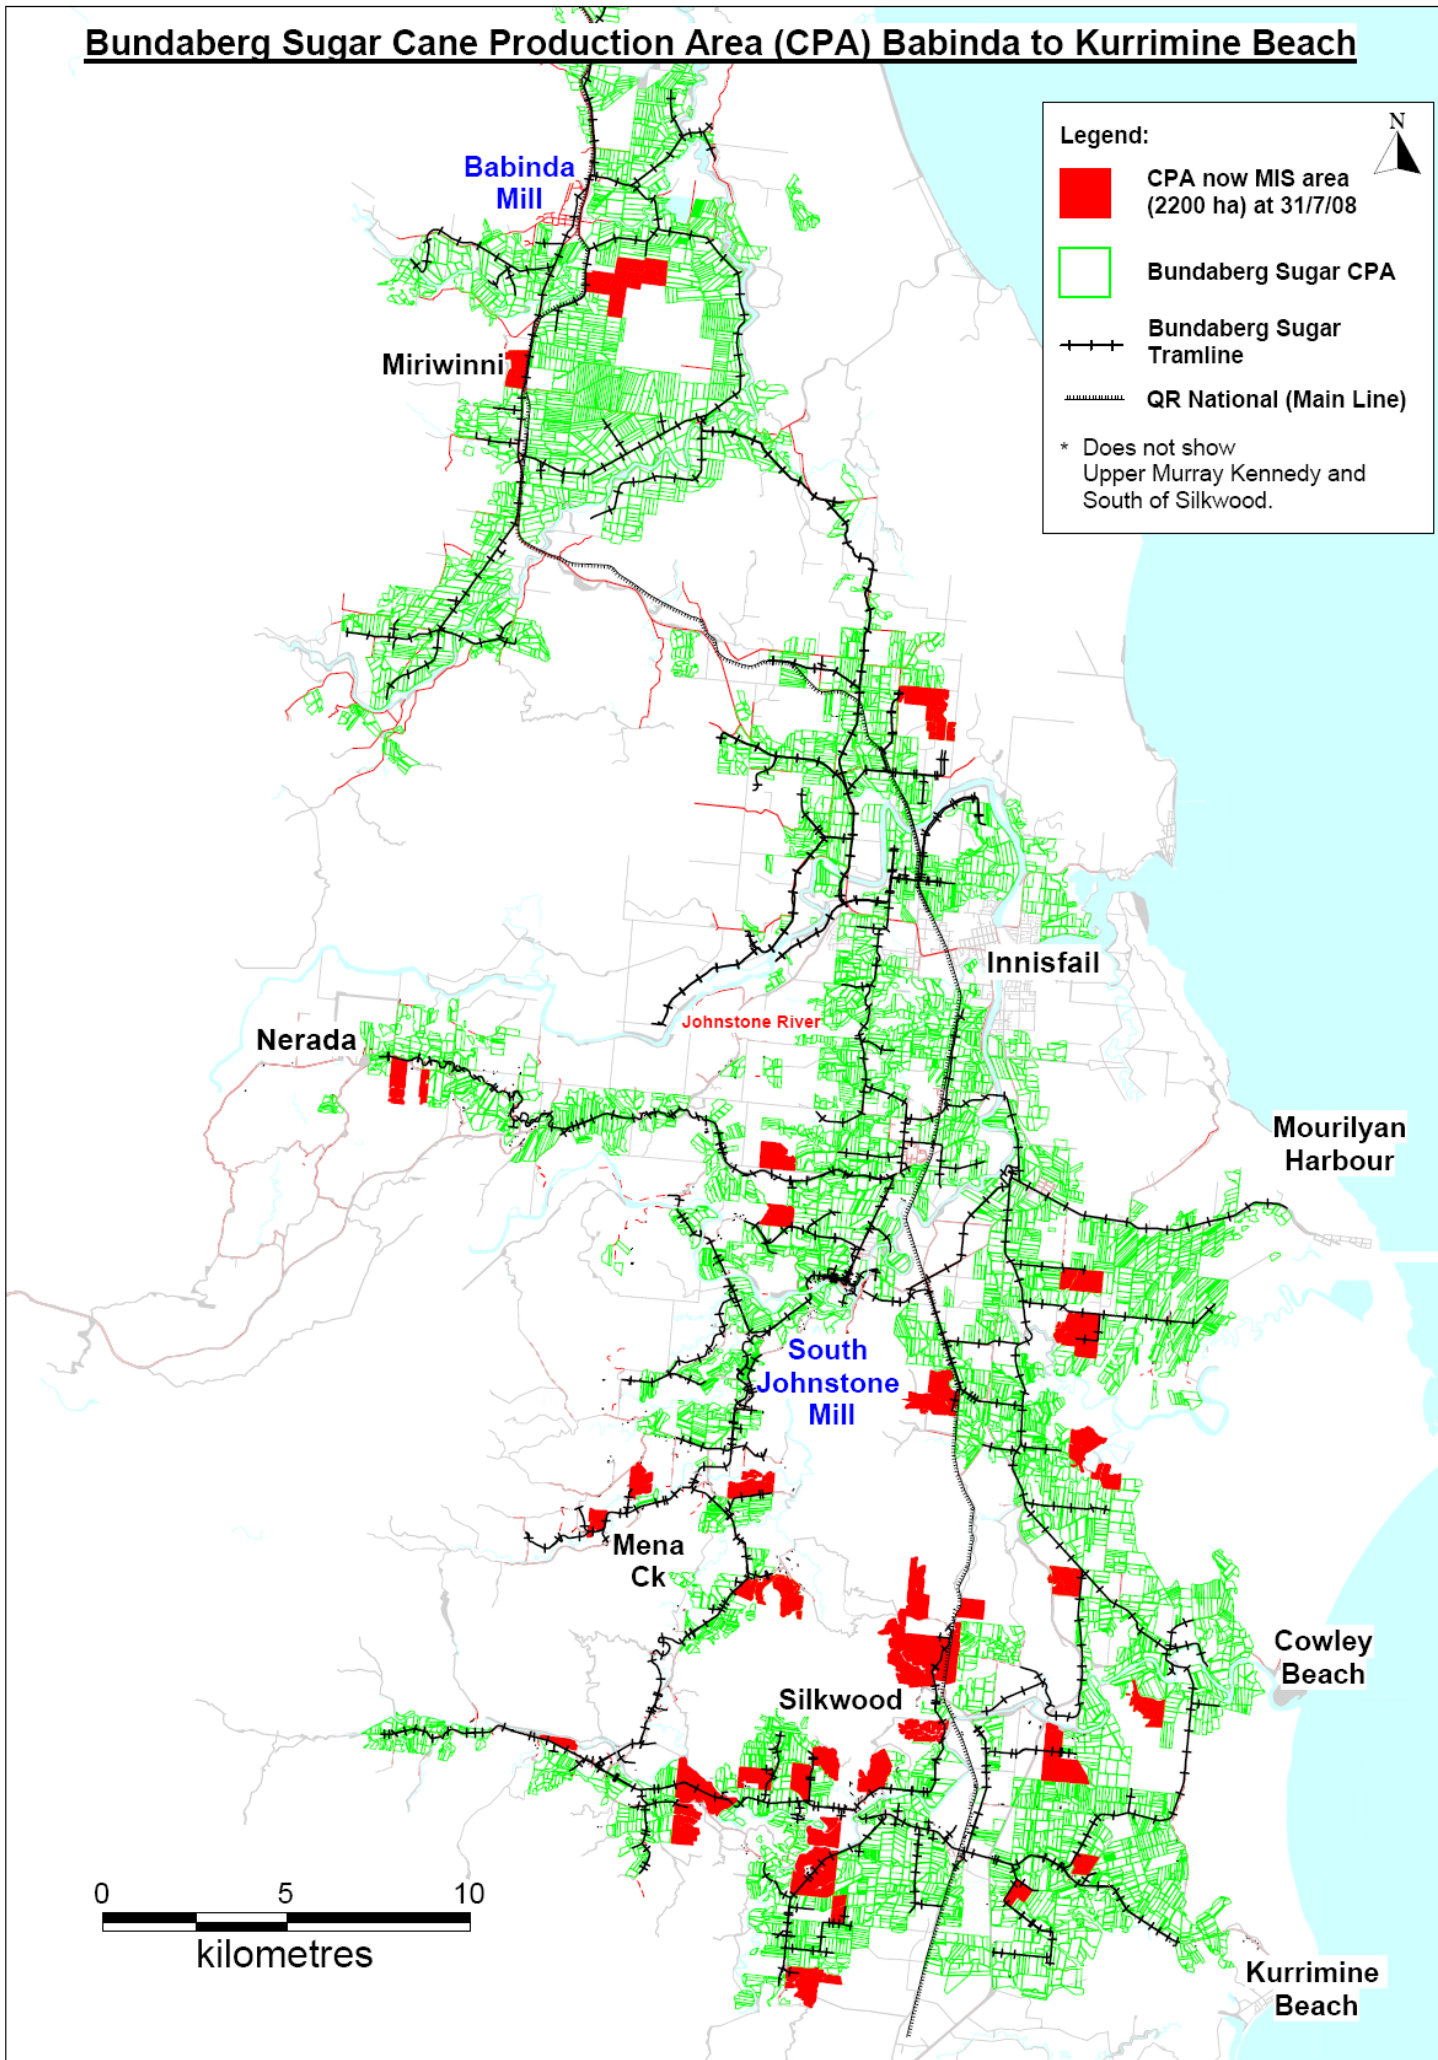 Bundaberg Sugar Cane Production Area (CPA) Babinda to Kurrimine Beach
N
Legend:
CPA now MIS area
(2200 ha) at 31/7/08
Bundaberg Sugar CPA
Bundaberg Sugar
Tramline
QR National (Main Line)
* Does not show
Upper Murray Kennedy and
South of Silkwood.
Babinda
Mill
Miriwinni
Innisfail
Johnstone River
Nerada
Mourilyan
Harbour
South
Johnstone
Mill
Mena
Ck
Cowley
Beach
Silkwood
0 5 10
kilometres
Kurrimine
Beach